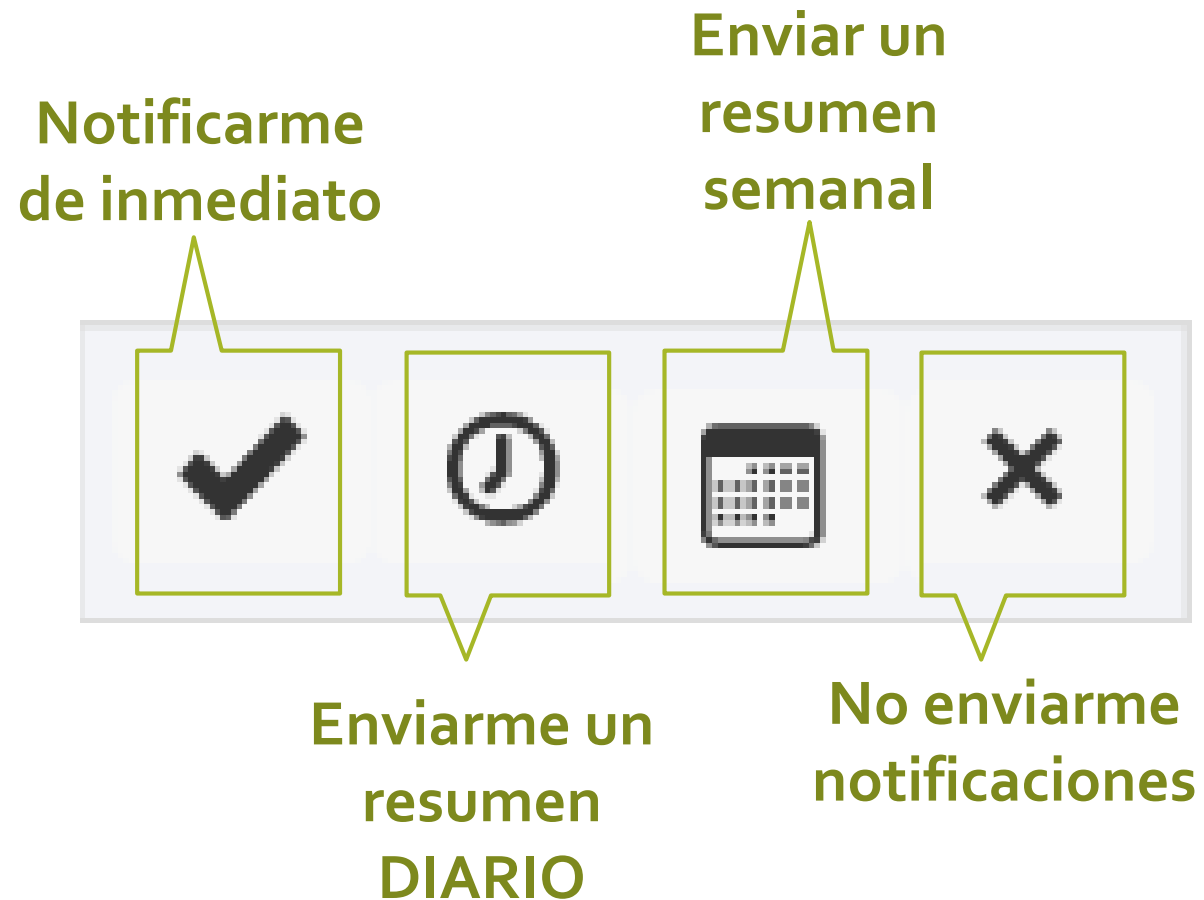 Notificarme
de inmediato
Enviar un
resumen
semanal
Enviarme un
resumen
DIARIO
No enviarme
notificaciones